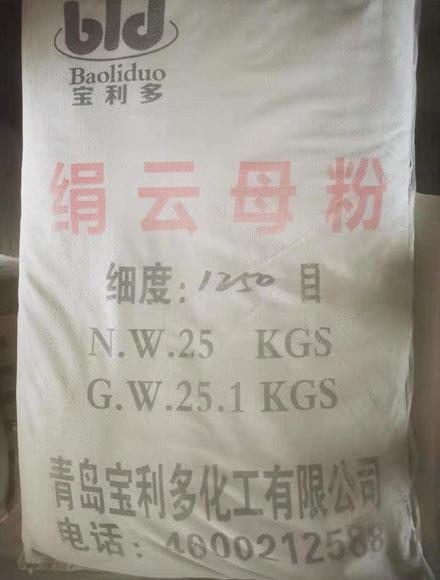 bld
Baoliduo
宝利多
绢云母粉
细度：1250 目
N.W.25 KGS
G.W.25.1 KGS
青岛宝利多化工有限公司
电话：4000212588